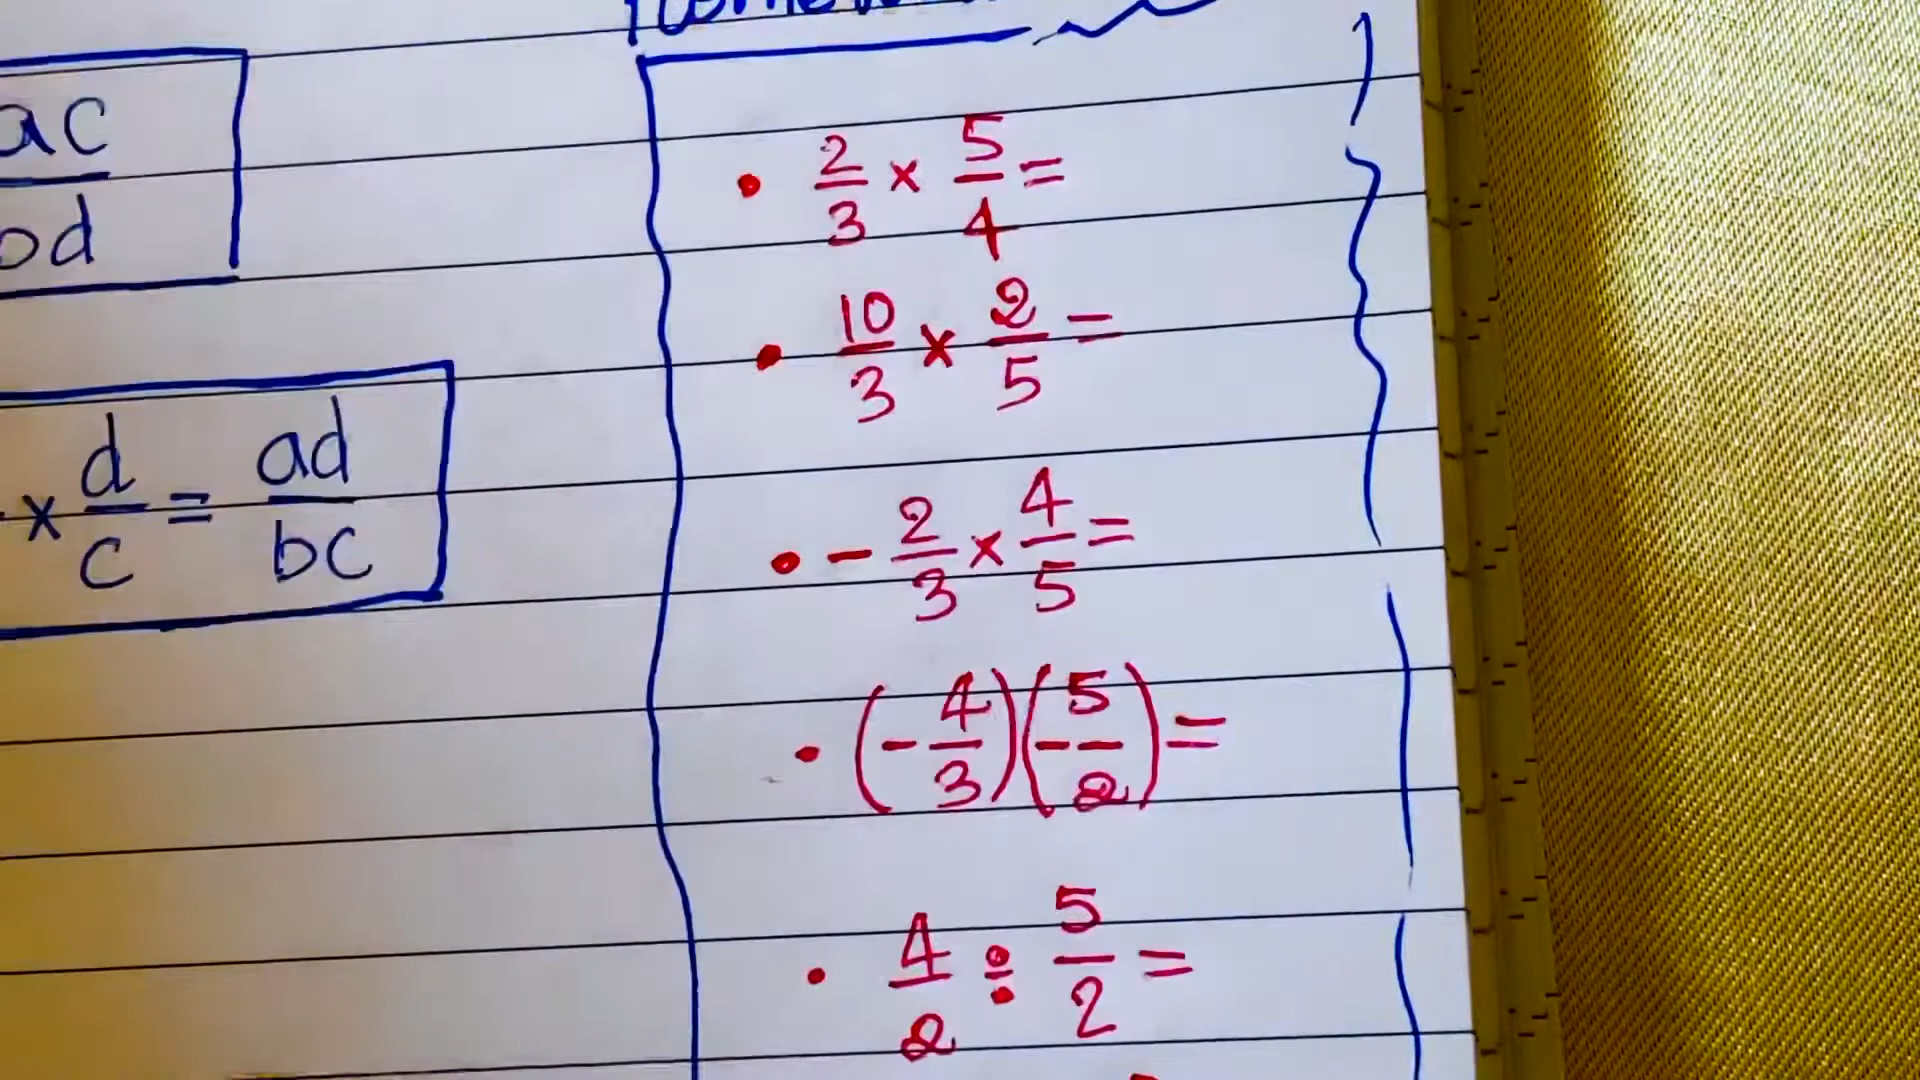 ac/bd
× d/c = ad/bc
• 2/3 × 5/4 =
• 10/3 × 2/5 =
• - 2/3 × 4/5 =
• (- 4/3)(- 5/2) =
• 4/2 ÷ 5/2 =